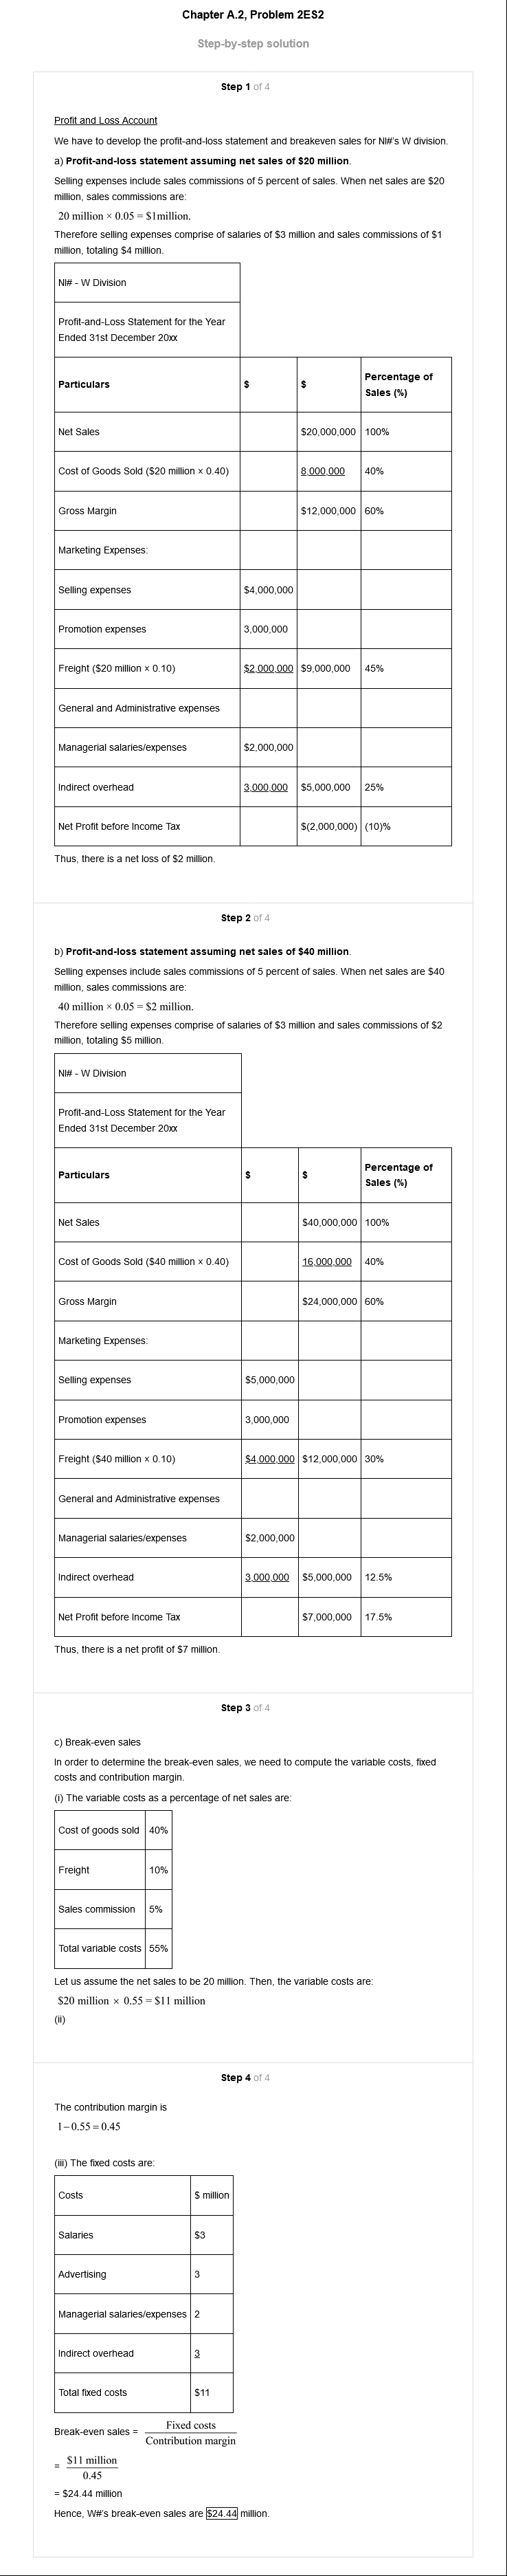 Chapter A.2, Problem 2ES2
Step-by-step solution
Step 1 of 4
Profit and Loss Account
We have to develop the profit-and-loss statement and breakeven sales for NI#'s W division.
a) Profit-and-loss statement assuming net sales of $20 million.
Selling expenses include sales commissions of 5 percent of sales. When net sales are $20
million, sales commissions are:
20 million × 0.05 = $1million.
Therefore selling expenses comprise of salaries of $3 million and sales commissions of $1
million, totaling $4 million.
NI# - W Division
Profit-and-Loss Statement for the Year
Ended 31st December 20xx
Particulars $ $ Percentage of
Sales (%)
Net Sales $20,000,000 100%
Cost of Goods Sold ($20 million × 0.40) 8,000,000 40%
Gross Margin $12,000,000 60%
Marketing Expenses:
Selling expenses $4,000,000
Promotion expenses 3,000,000
Freight ($20 million × 0.10) $2,000,000 $9,000,000 45%
General and Administrative expenses
Managerial salaries/expenses $2,000,000
Indirect overhead 3,000,000 $5,000,000 25%
Net Profit before Income Tax $(2,000,000) (10)%
Thus, there is a net loss of $2 million.
Step 2 of 4
b) Profit-and-loss statement assuming net sales of $40 million.
Selling expenses include sales commissions of 5 percent of sales. When net sales are $40
million, sales commissions are:
40 million × 0.05 = $2 million.
Therefore selling expenses comprise of salaries of $3 million and sales commissions of $2
million, totaling $5 million.
NI# - W Division
Profit-and-Loss Statement for the Year
Ended 31st December 20xx
Particulars $ $ Percentage of
Sales (%)
Net Sales $40,000,000 100%
Cost of Goods Sold ($40 million × 0.40) 16,000,000 40%
Gross Margin $24,000,000 60%
Marketing Expenses:
Selling expenses $5,000,000
Promotion expenses 3,000,000
Freight ($40 million × 0.10) $4,000,000 $12,000,000 30%
General and Administrative expenses
Managerial salaries/expenses $2,000,000
Indirect overhead 3,000,000 $5,000,000 12.5%
Net Profit before Income Tax $7,000,000 17.5%
Thus, there is a net profit of $7 million.
Step 3 of 4
c) Break-even sales
In order to determine the break-even sales, we need to compute the variable costs, fixed
costs and contribution margin.
(i) The variable costs as a percentage of net sales are:
Cost of goods sold 40%
Freight 10%
Sales commission 5%
Total variable costs 55%
Let us assume the net sales to be 20 million. Then, the variable costs are:
$20 million × 0.55 = $11 million
(ii)
Step 4 of 4
The contribution margin is
1−0.55 = 0.45
(iii) The fixed costs are:
Costs $ million
Salaries $3
Advertising 3
Managerial salaries/expenses 2
Indirect overhead 3
Total fixed costs $11
Break-even sales = Fixed costs
Contribution margin
= $11 million
0.45
= $24.44 million
Hence, W#'s break-even sales are $24.44 million.